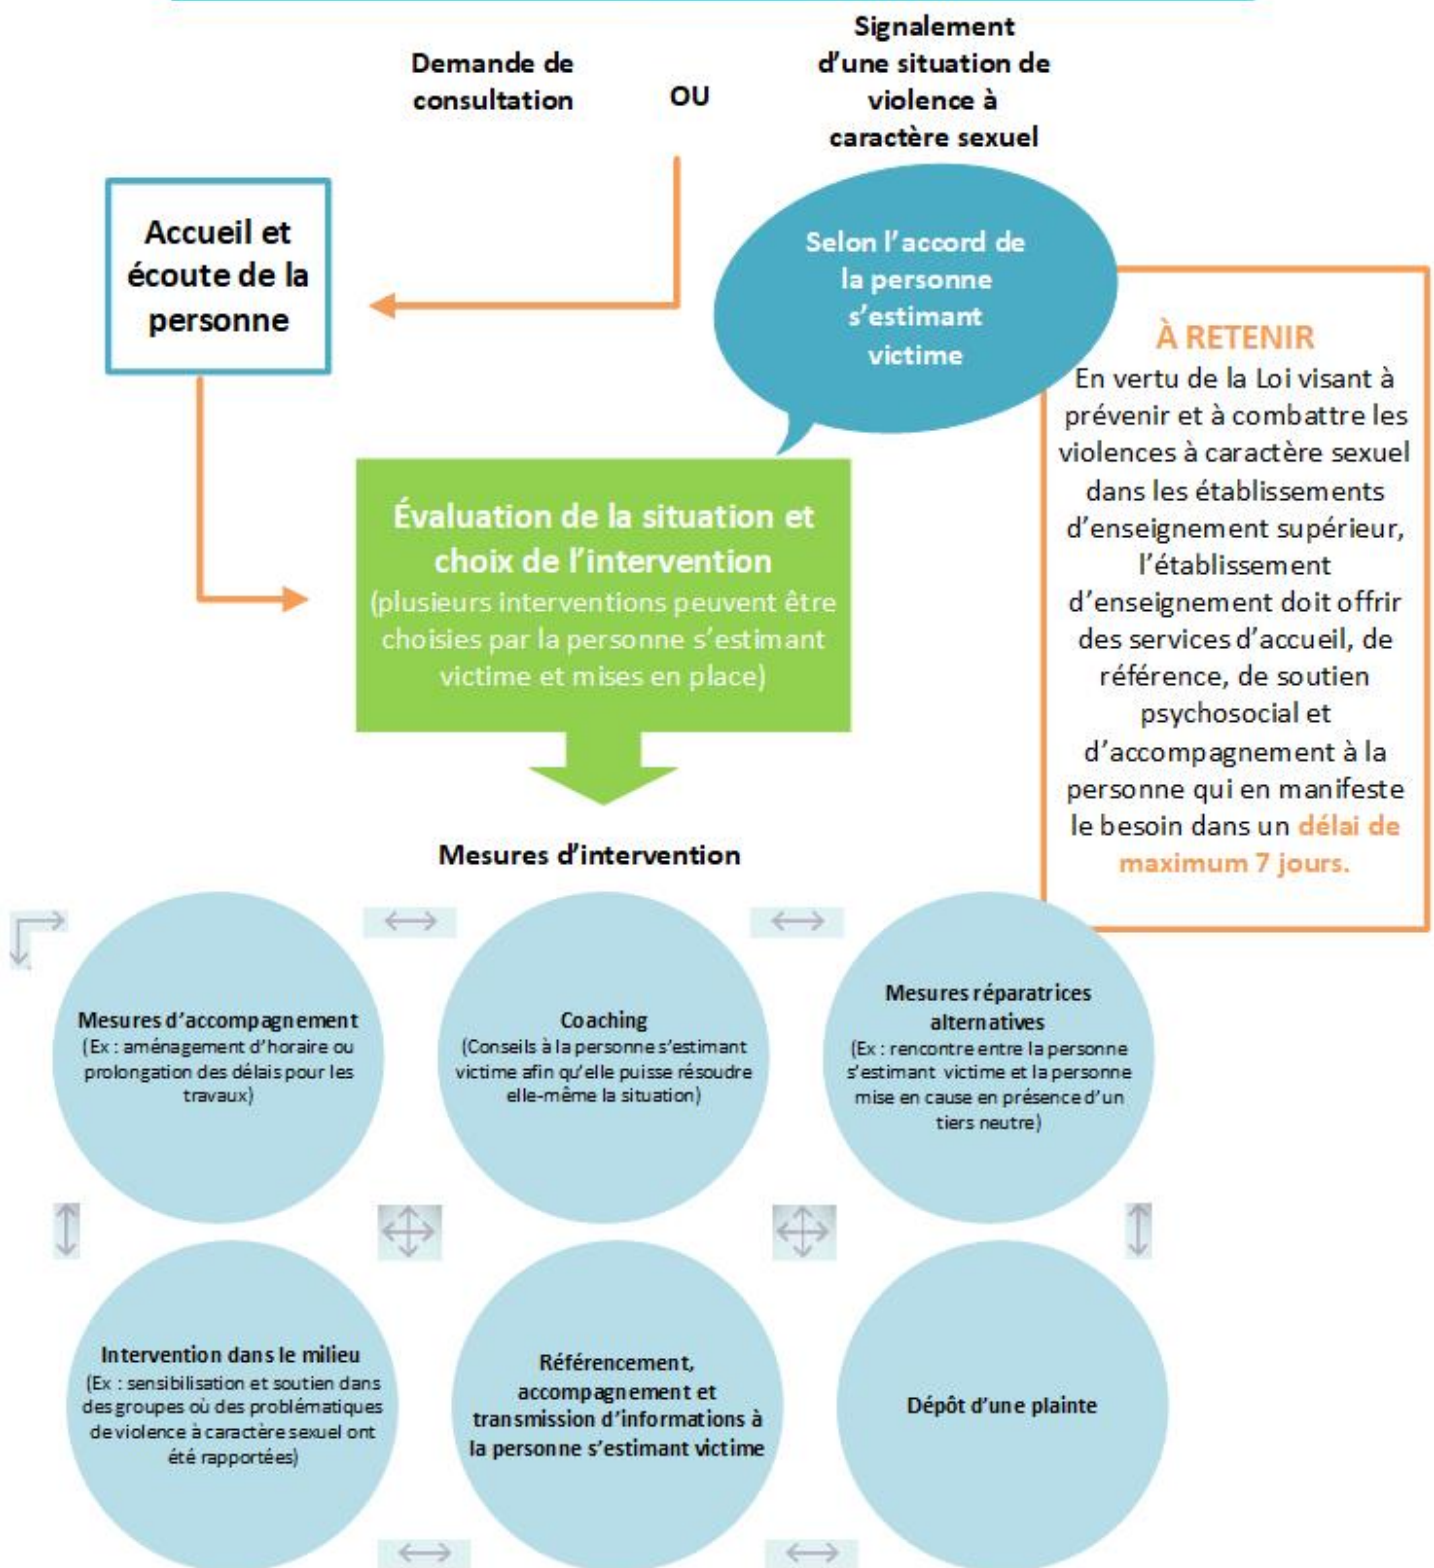 Demande de
consultation
OU
Signalement
d'une situation de
violence à
caractère sexuel
Accueil et
écoute de la
personne
Selon l'accord de
la personne
s'estimant
victime
À RETENIR
En vertu de la Loi visant à
prévenir et à combattre les
violences à caractère sexuel
dans les établissements
d'enseignement supérieur,
l'établissement
d'enseignement doit offrir
des services d'accueil, de
référence, de soutien
psychosocial et
d'accompagnement à la
personne qui en manifeste
le besoin dans un délai de
maximum 7 jours.
Évaluation de la situation et
choix de l'intervention
(plusieurs interventions peuvent être
choisies par la personne s'estimant
victime et mises en place)
Mesures d'intervention
Mesures d'accompagnement
(Ex : aménagement d'horaire ou
prolongation des délais pour les
travaux)
Coaching
(Conseils à la personne s'estimant
victime afin qu'elle puisse résoudre
elle-même la situation)
Mesures réparatrices
alternatives
(Ex : rencontre entre la personne
s'estimant victime et la personne
mise en cause en présence d'un
tiers neutre)
Intervention dans le milieu
(Ex : sensibilisation et soutien dans
des groupes où des problématiques
de violence à caractère sexuel ont
été rapportées)
Référencement,
accompagnement et
transmission d'informations à
la personne s'estimant victime
Dépôt d'une plainte